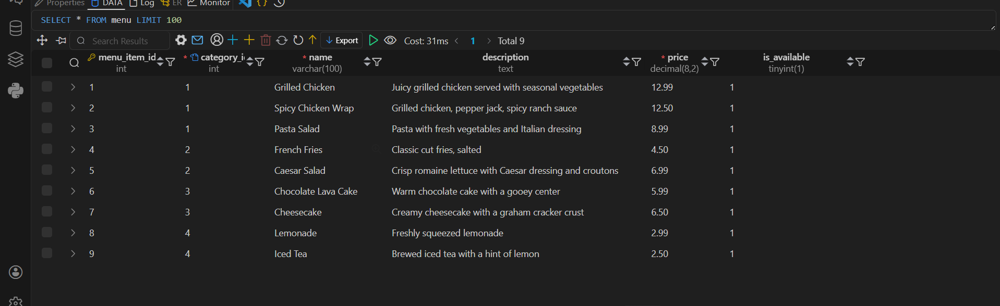 Properties DATA Log ER Monitor
SELECT * FROM menu LIMIT 100
Search Results Export Cost: 31ms 1 Total 9
menu_item_id * category_i * name description * price is_available
int int varchar(100) text decimal(8,2) tinyint(1)
1 1 Grilled Chicken Juicy grilled chicken served with seasonal vegetables 12.99 1
2 1 Spicy Chicken Wrap Grilled chicken, pepper jack, spicy ranch sauce 12.50 1
3 1 Pasta Salad Pasta with fresh vegetables and Italian dressing 8.99 1
4 2 French Fries Classic cut fries, salted 4.50 1
5 2 Caesar Salad Crisp romaine lettuce with Caesar dressing and croutons 6.99 1
6 3 Chocolate Lava Cake Warm chocolate cake with a gooey center 5.99 1
7 3 Cheesecake Creamy cheesecake with a graham cracker crust 6.50 1
8 4 Lemonade Freshly squeezed lemonade 2.99 1
9 4 Iced Tea Brewed iced tea with a hint of lemon 2.50 1